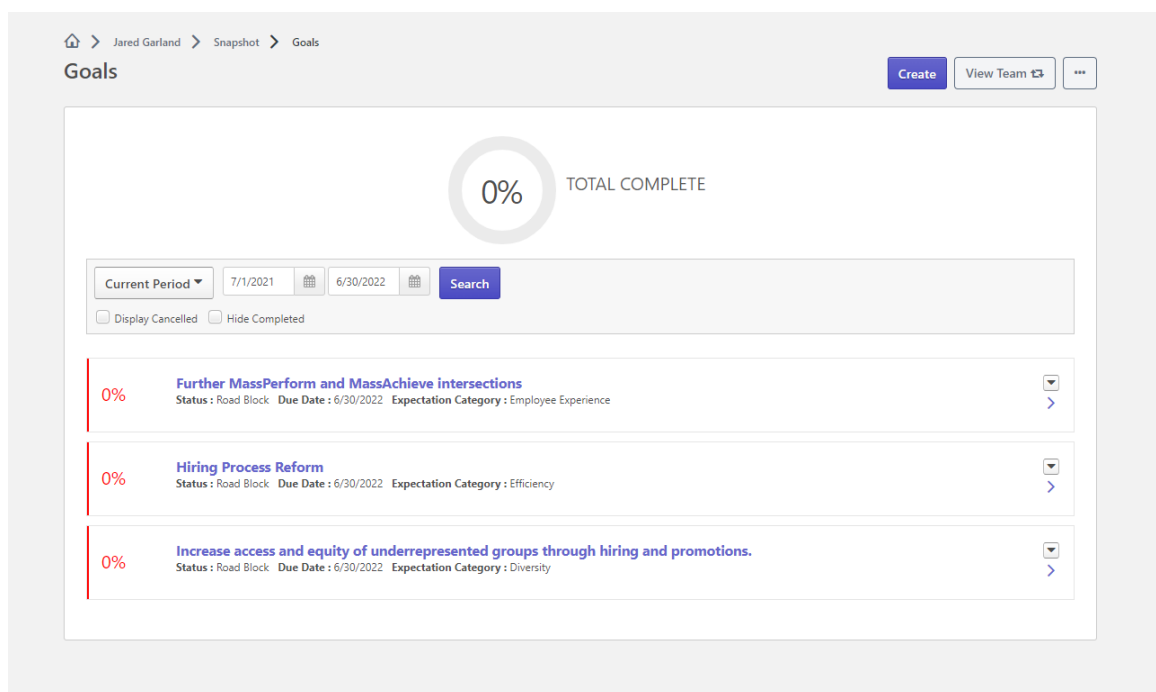 Jared Garland Snapshot Goals
Goals
Create View Team ...
0% TOTAL COMPLETE
Current Period 7/1/2021 6/30/2022 Search
Display Cancelled Hide Completed
Further MassPerform and MassAchieve intersections
0% Status : Road Block Due Date : 6/30/2022 Expectation Category : Employee Experience
Hiring Process Reform
0% Status : Road Block Due Date : 6/30/2022 Expectation Category : Efficiency
Increase access and equity of underrepresented groups through hiring and promotions.
0% Status : Road Block Due Date : 6/30/2022 Expectation Category : Diversity